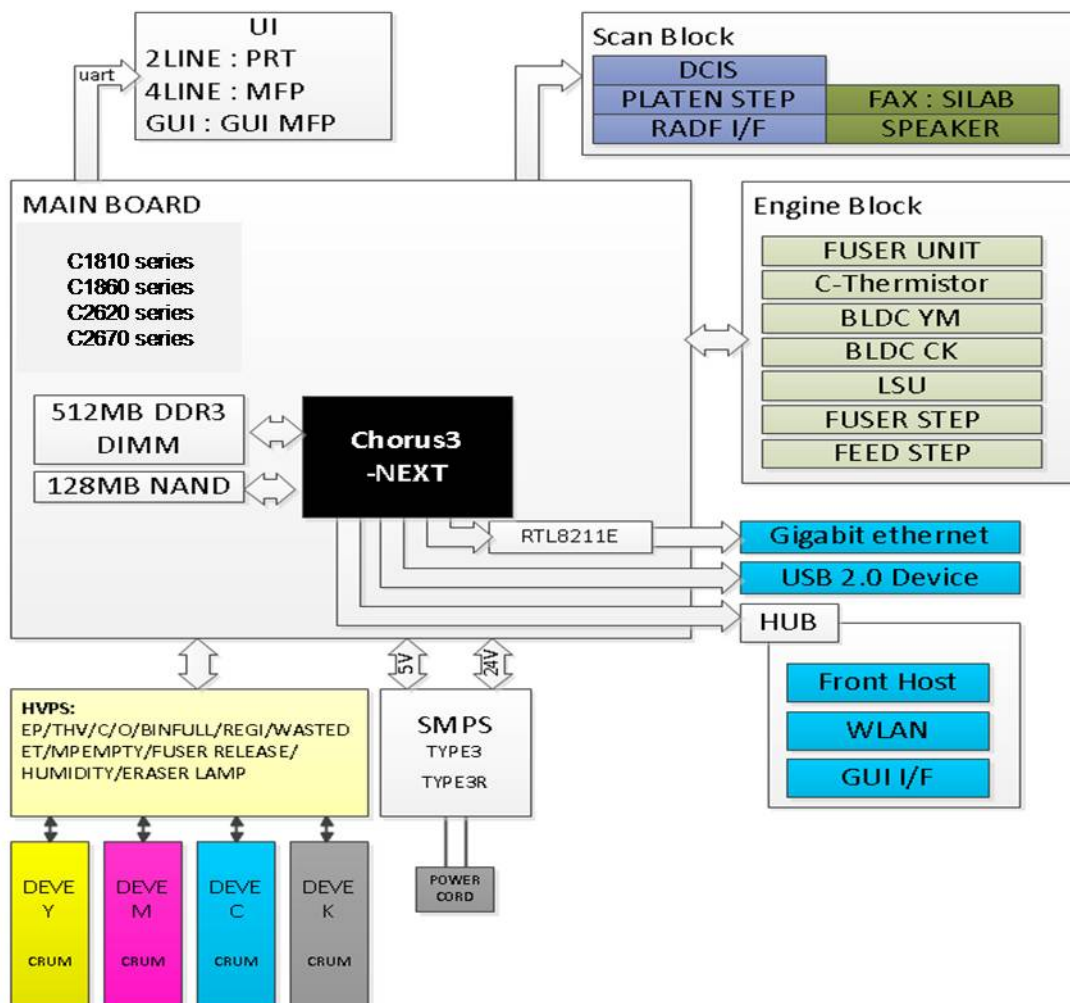 UI
2LINE : PRT
4LINE : MFP
GUI : GUI MFP
uart
Scan Block
DCIS
PLATEN STEP
FAX : SILAB
RADF I/F
SPEAKER
MAIN BOARD
C1810 series
C1860 series
C2620 series
C2670 series
Engine Block
FUSER UNIT
C-Thermistor
BLDC YM
BLDC CK
LSU
FUSER STEP
FEED STEP
512MB DDR3
DIMM
128MB NAND
Chorus3
-NEXT
RTL8211E
Gigabit ethernet
USB 2.0 Device
HUB
Front Host
WLAN
GUI I/F
5V
24V
HVPS:
EP/THV/C/O/BINFULL/REGI/WASTED
ET/MPEMPTY/FUSER RELEASE/
HUMIDITY/ERASER LAMP
SMPS
TYPE3
TYPE3R
POWER
CORD
DEVE
Y
CRUM
DEVE
M
CRUM
DEVE
C
CRUM
DEVE
K
CRUM